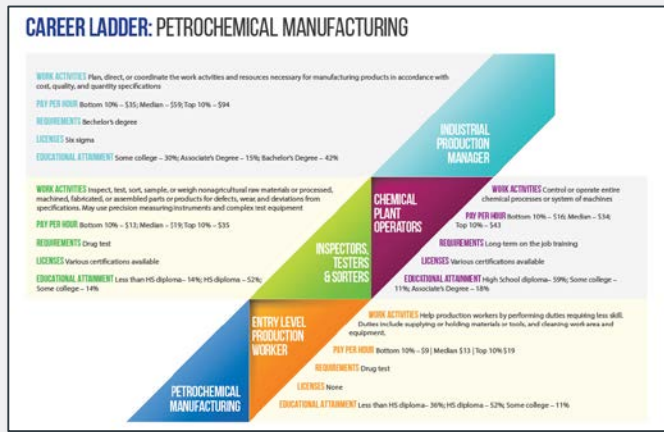 CAREER LADDER: PETROCHEMICAL MANUFACTURING
WORK ACTIVITIES Plan, direct, or coordinate the work activities and resources necessary for manufacturing products in accordance with
cost, quality, and quantity specifications
PAY PER HOUR Bottom 10% – $35; Median – $59; Top 10% – $94
REQUIREMENTS Bechelor's degree
LICENSES Six sigma
EDUCATIONAL ATTAINMENT Some college – 30%; Associate's Degree – 15%; Bachelor's Degree – 42%
INDUSTRIAL
PRODUCTION
MANAGER
WORK ACTIVITIES Inspect, test, sort, sample, or weigh nonagricultural raw materials or processed,
machined, fabricated, or assembled parts or products for defects, wear, and deviations from
specifications. May use precision measuring instruments and complex test equipment
PAY PER HOUR Bottom 10% – $13; Median – $19; Top 10% – $35
REQUIREMENTS Drug test
LICENSES Various certifications available
EDUCATIONAL ATTAINMENT Less than HS diploma– 14%; HS diploma – 52%;
Some college – 14%
INSPECTORS,
TESTERS
& SORTERS
CHEMICAL
PLANT
OPERATORS
WORK ACTIVITIES Control or operate entire
chemical processes or system of machines
PAY PER HOUR Bottom 10% – $16; Median – $34;
Top 10% – $43
REQUIREMENTS Long-term on the job training
LICENSES Various certifications available
EDUCATIONAL ATTAINMENT High School diploma– 59%; Some college –
11%; Associate's Degree – 18%
ENTRY LEVEL
PRODUCTION
WORKER
WORK ACTIVITIES Help production workers by performing duties requiring less skill.
Duties include supplying or holding materials or tools, and cleaning work area and
equipment.
PAY PER HOUR Bottom 10% – $9 | Median $13 | Top 10% $19
REQUIREMENTS Drug test
LICENSES None
EDUCATIONAL ATTAINMENT Less than HS diploma– 36%; HS diploma – 52%; Some college – 11%
PETROCHEMICAL
MANUFACTURING